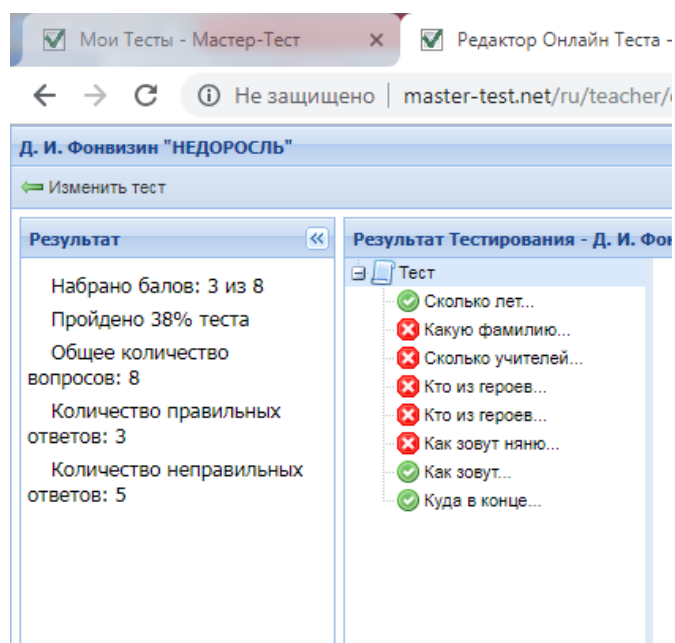 Мои Тесты - Мастер-Тест
Редактор Онлайн Теста -
Не защищено | master-test.net/ru/teacher/
Д. И. Фонвизин "НЕДОРОСЛЬ"
Изменить тест
Результат
Набрано балов: 3 из 8
Пройдено 38% теста
Общее количество
вопросов: 8
Количество правильных
ответов: 3
Количество неправильных
ответов: 5
Результат Тестирования - Д. И. Фон
Тест
Сколько лет...
Какую фамилию...
Сколько учителей...
Кто из героев...
Кто из героев...
Как зовут няню...
Как зовут...
Куда в конце...